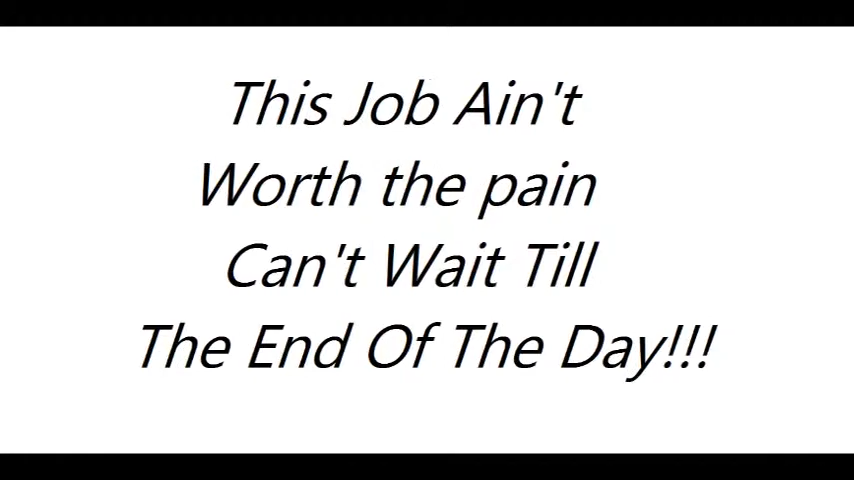 This Job Ain't
Worth the pain
Can't Wait Till
The End Of The Day!!!